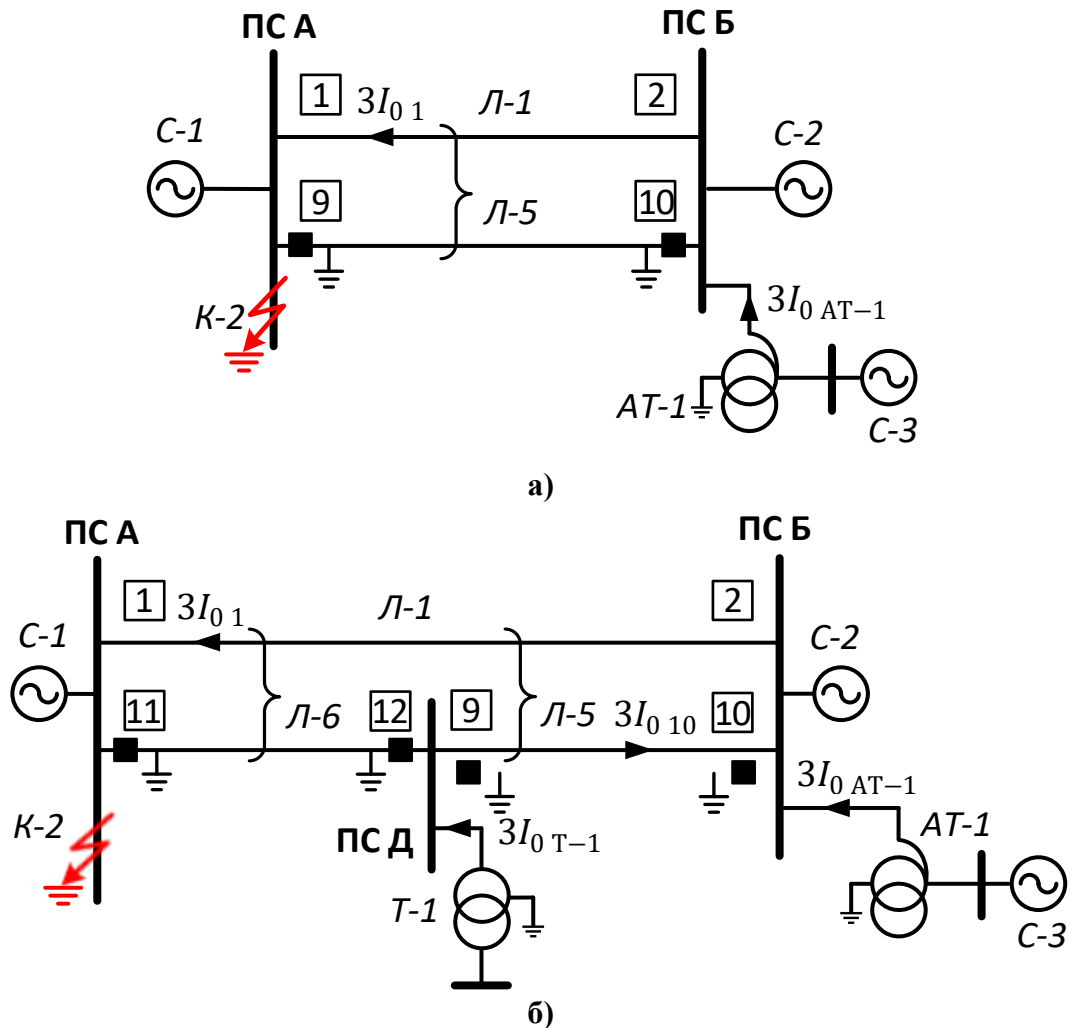 ПС А
ПС Б
1
3I₀ ₁
Л-1
2
С-1
С-2
9
Л-5
10
К-2
3I₀ АТ−1
АТ-1
С-3
а)
ПС А
ПС Б
1
3I₀ ₁
Л-1
2
С-1
С-2
11
Л-6
12
9
Л-5
3I₀ ₁₀
10
3I₀ АТ−1
К-2
ПС Д
3I₀ Т−1
АТ-1
Т-1
С-3
б)